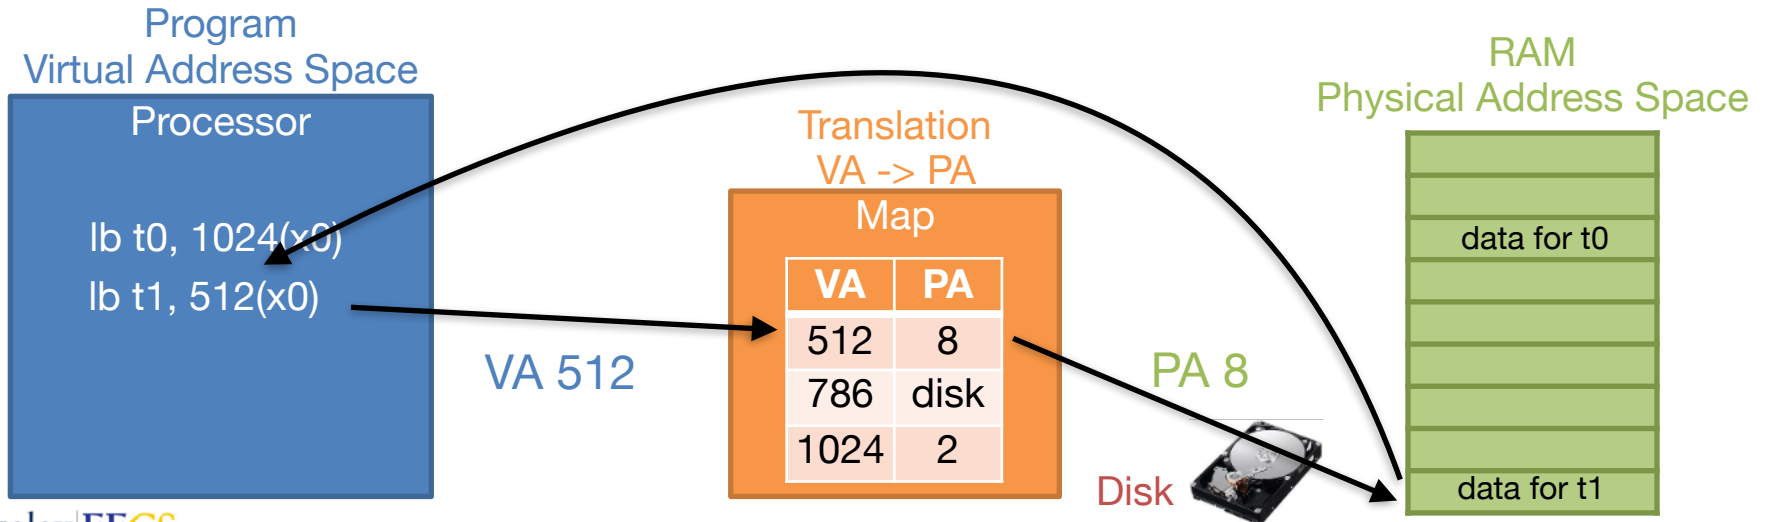 Program
Virtual Address Space
Processor
lb t0, 1024(x0)
lb t1, 512(x0)
VA 512
Translation
VA -> PA
Map
VA PA
512 8
786 disk
1024 2
PA 8
Disk
RAM
Physical Address Space
data for t0
data for t1